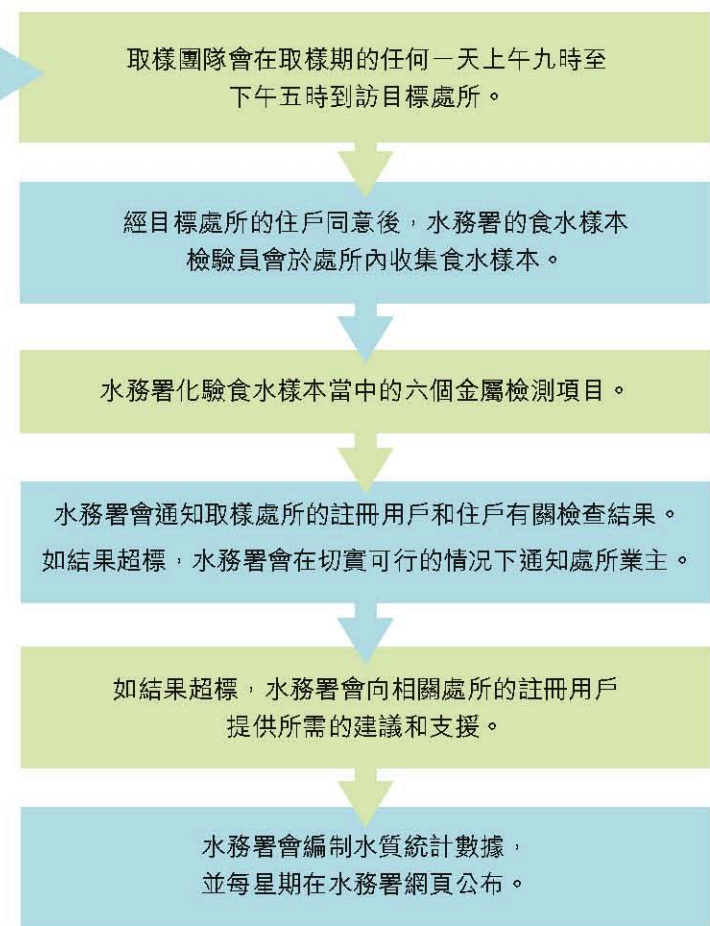 取樣團隊會在取樣期的任何一天上午九時至
下午五時到訪目標處所。
經目標處所的住戶同意後，水務署的食水樣本
檢驗員會於處所內收集食水樣本。
水務署化驗食水樣本當中的六個金屬檢測項目。
水務署會通知取樣處所的註冊用戶和住戶有關檢查結果。
如結果超標，水務署會在切實可行的情況下通知處所業主。
如結果超標，水務署會向相關處所的註冊用戶
提供所需的建議和支援。
水務署會編制水質統計數據，
並每星期在水務署網頁公布。